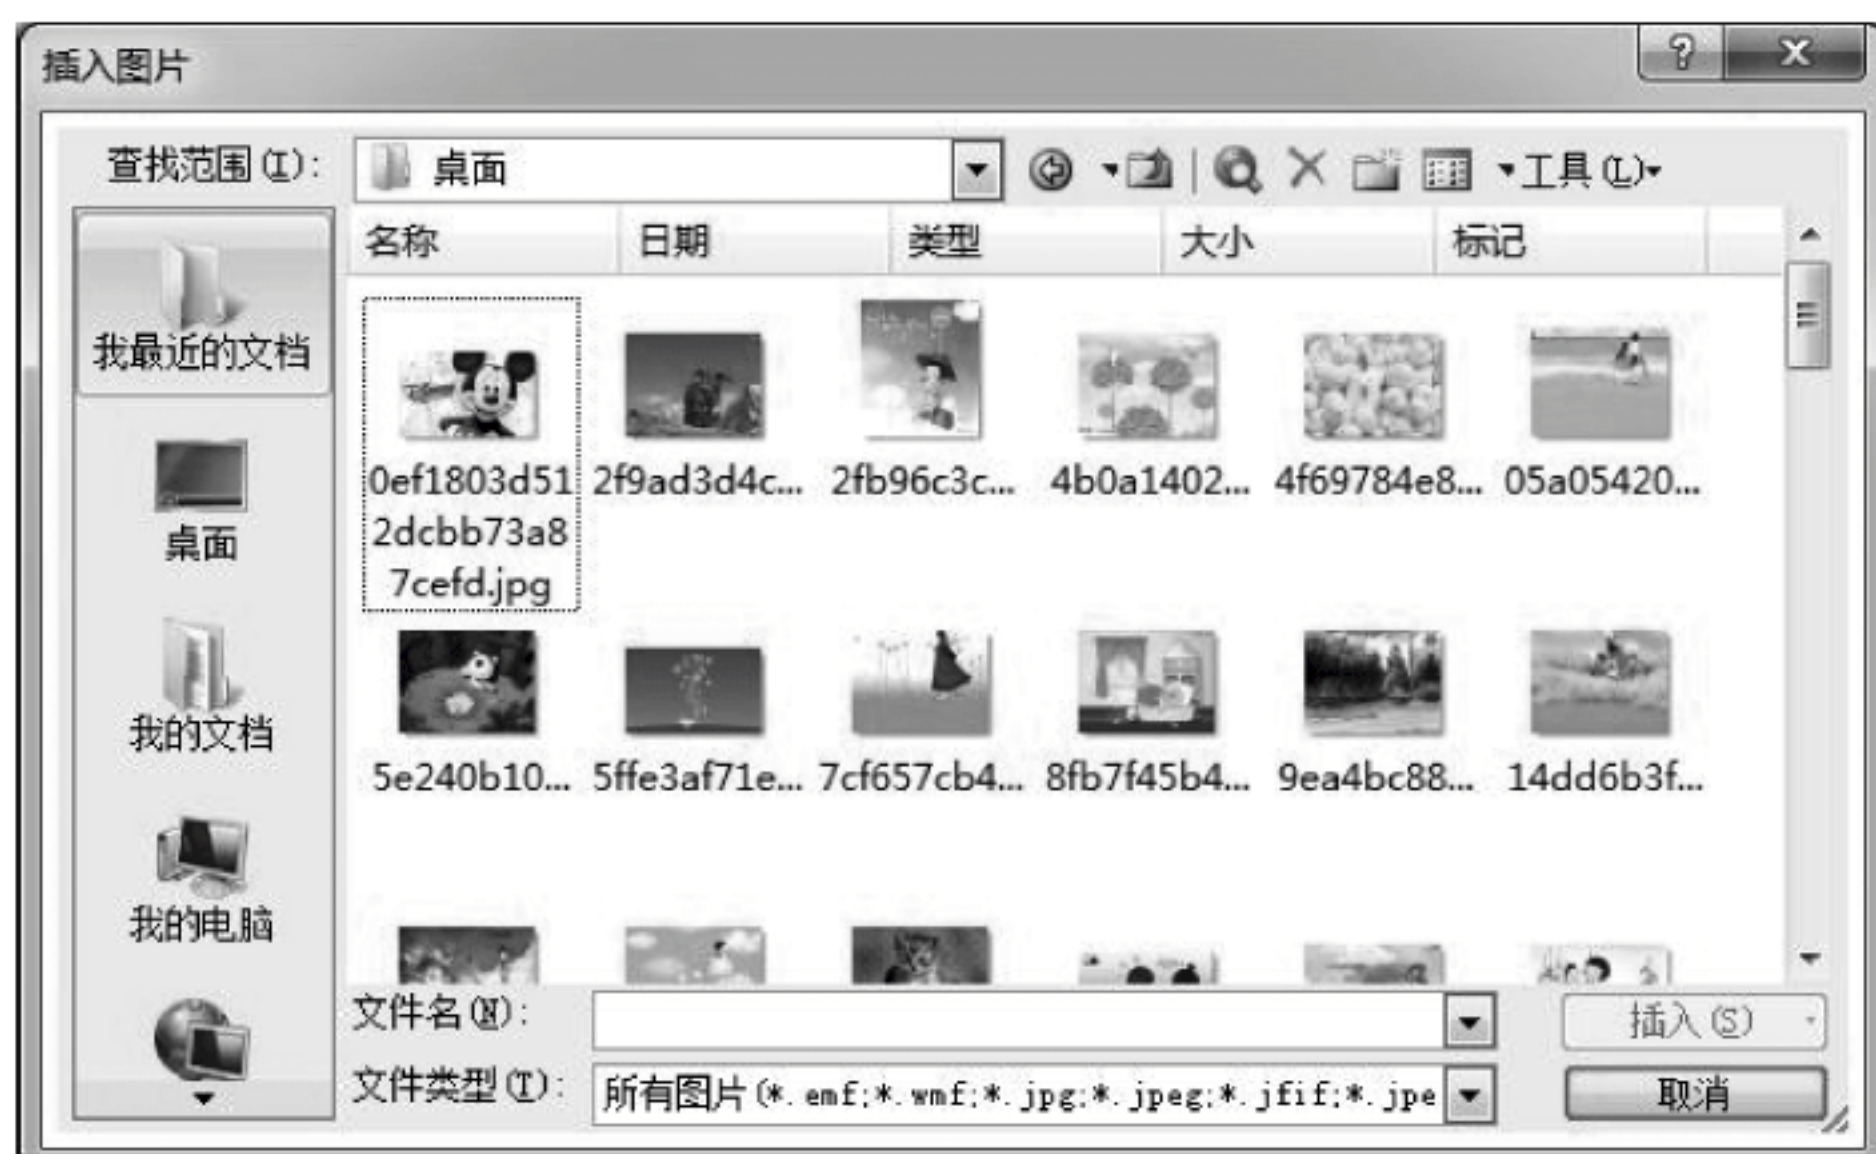 插入图片
查找范围(I): 桌面 工具(L)
名称 日期 类型 大小 标记
我最近的文档
桌面
我的文档
我的电脑
0ef1803d51 2f9ad3d4c... 2fb96c3c... 4b0a1402... 4f69784e8... 05a05420...
2dcbb73a8
7cefd.jpg
5e240b10... 5ffe3af71e... 7cf657cb4... 8fb7f45b4... 9ea4bc88... 14dd6b3f...
文件名(N): 插入(S)
文件类型(T): 所有图片(*.emf;*.wmf;*.jpg;*.jpeg;*.jfif;*.jpe 取消